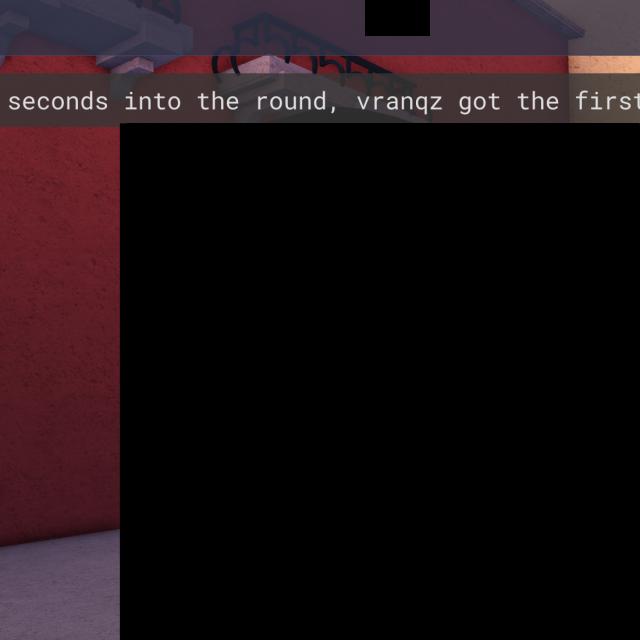 seconds into the round, vranqz got the first